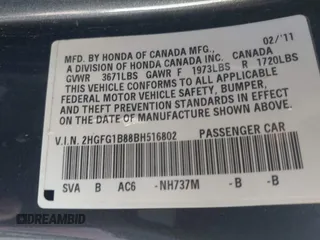 02/'11
MFD. BY HONDA OF CANADA MFG.,
A DIVISION OF HONDA CANADA INC. CANADA
GVWR 3671LBS GAWR F 1973LBS R 1720LBS
THIS VEHICLE CONFORMS TO ALL APPLICABLE
FEDERAL MOTOR VEHICLE SAFETY, BUMPER,
AND THEFT PREVENTION STANDARDS IN EFFECT
ON THE DATE OF MANUFACTURE SHOWN ABOVE.
V.I.N. 2HGFG1B88BH516802 PASSENGER CAR
SVA B AC6 -NH737M -B -B
DREAMBID